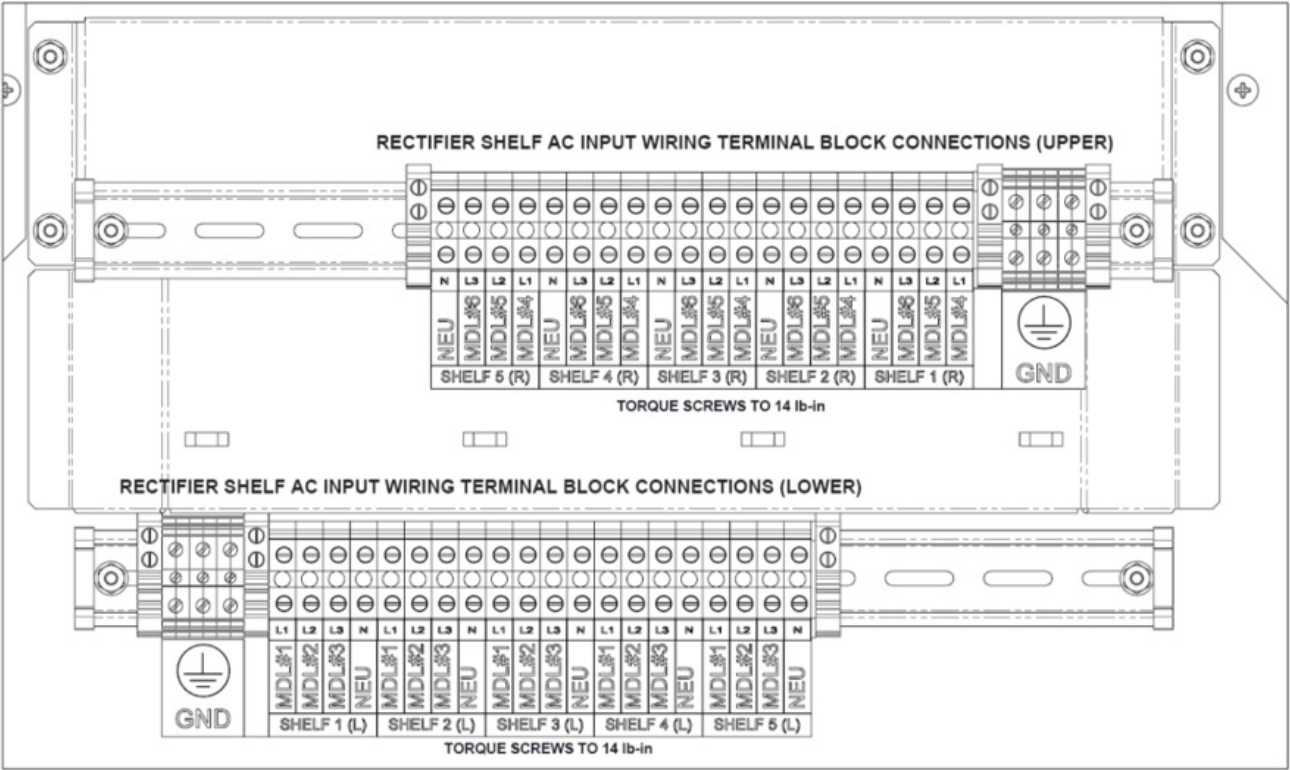 RECTIFIER SHELF AC INPUT WIRING TERMINAL BLOCK CONNECTIONS (UPPER)
N L3 L2 L1 N L3 L2 L1 N L3 L2 L1 N L3 L2 L1 N L3 L2 L1
NEU MDL#6 MDL#5 MDL#4 NEU MDL#6 MDL#5 MDL#4 NEU MDL#6 MDL#5 MDL#4 NEU MDL#6 MDL#5 MDL#4 NEU MDL#6 MDL#5 MDL#4
SHELF 5 (R) SHELF 4 (R) SHELF 3 (R) SHELF 2 (R) SHELF 1 (R) GND
TORQUE SCREWS TO 14 lb-in
RECTIFIER SHELF AC INPUT WIRING TERMINAL BLOCK CONNECTIONS (LOWER)
L1 L2 L3 N L1 L2 L3 N L1 L2 L3 N L1 L2 L3 N L1 L2 L3 N
MDL#1 MDL#2 MDL#3 NEU MDL#1 MDL#2 MDL#3 NEU MDL#1 MDL#2 MDL#3 NEU MDL#1 MDL#2 MDL#3 NEU MDL#1 MDL#2 MDL#3 NEU
GND SHELF 1 (L) SHELF 2 (L) SHELF 3 (L) SHELF 4 (L) SHELF 5 (L)
TORQUE SCREWS TO 14 lb-in